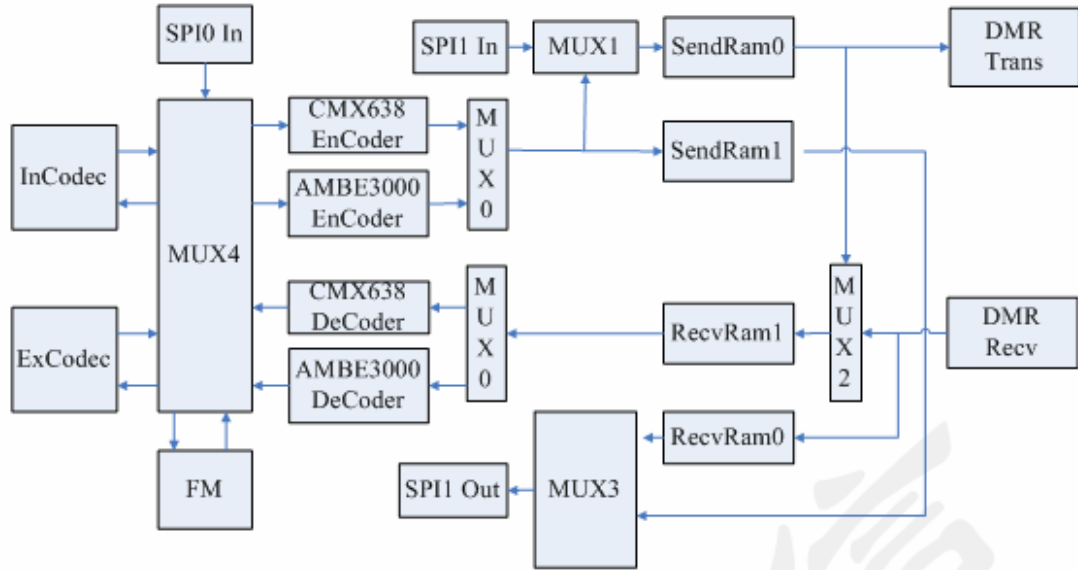 SPI0 In
SPI1 In
MUX1
SendRam0
DMR
Trans
InCodec
MUX4
CMX638
EnCoder
AMBE3000
EnCoder
M
U
X
0
SendRam1
ExCodec
CMX638
DeCoder
AMBE3000
DeCoder
M
U
X
0
RecvRam1
M
U
X
2
DMR
Recv
FM
RecvRam0
SPI1 Out
MUX3